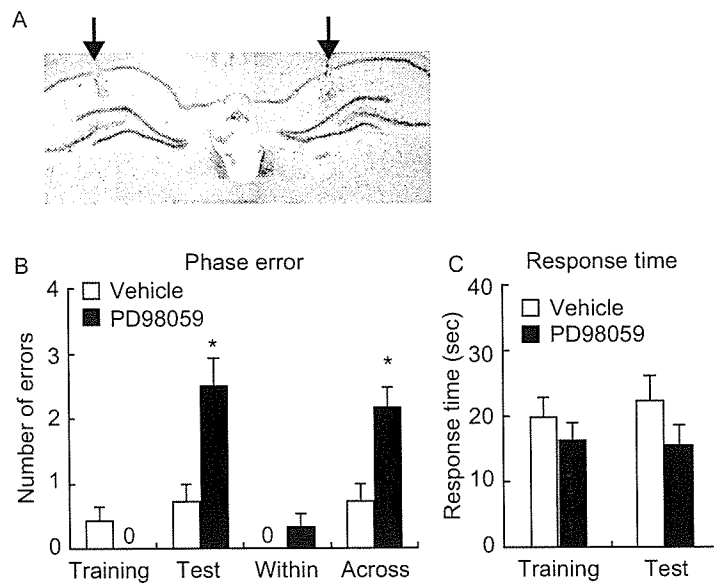 A
B
Phase error
Vehicle
PD98059
Number of errors
4
3
2
1
0
*
*
0
0
Training Test Within Across
C
Response time
Vehicle
PD98059
Response time (sec)
40
30
20
10
0
Training Test